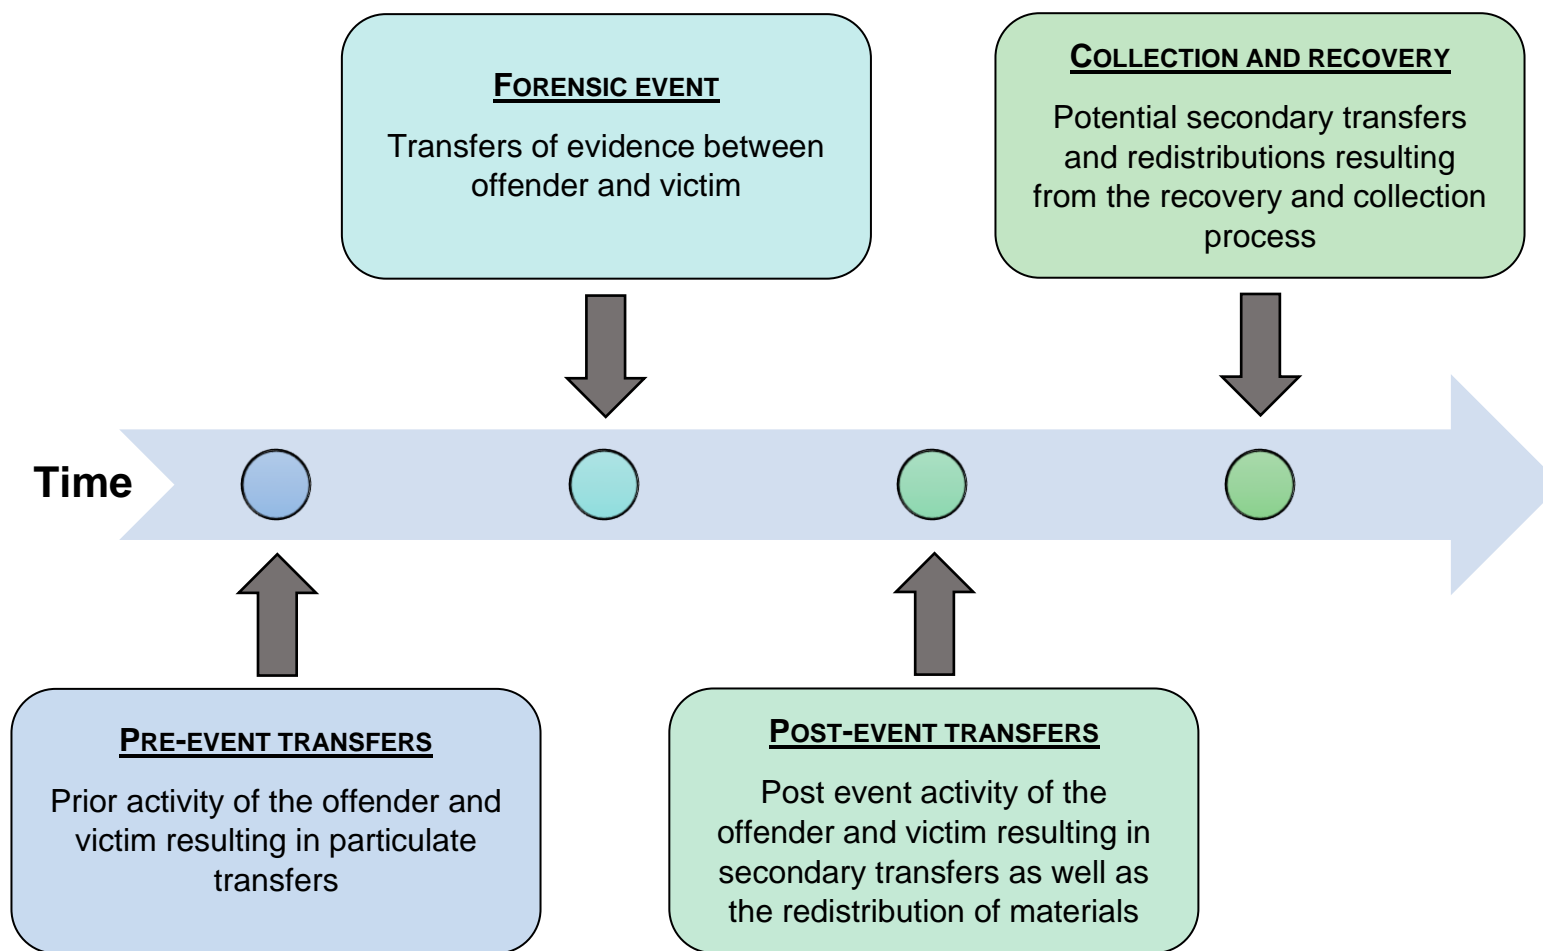 FORENSIC EVENT
Transfers of evidence between
offender and victim
COLLECTION AND RECOVERY
Potential secondary transfers
and redistributions resulting
from the recovery and collection
process
Time
PRE-EVENT TRANSFERS
Prior activity of the offender and
victim resulting in particulate
transfers
POST-EVENT TRANSFERS
Post event activity of the
offender and victim resulting in
secondary transfers as well as
the redistribution of materials